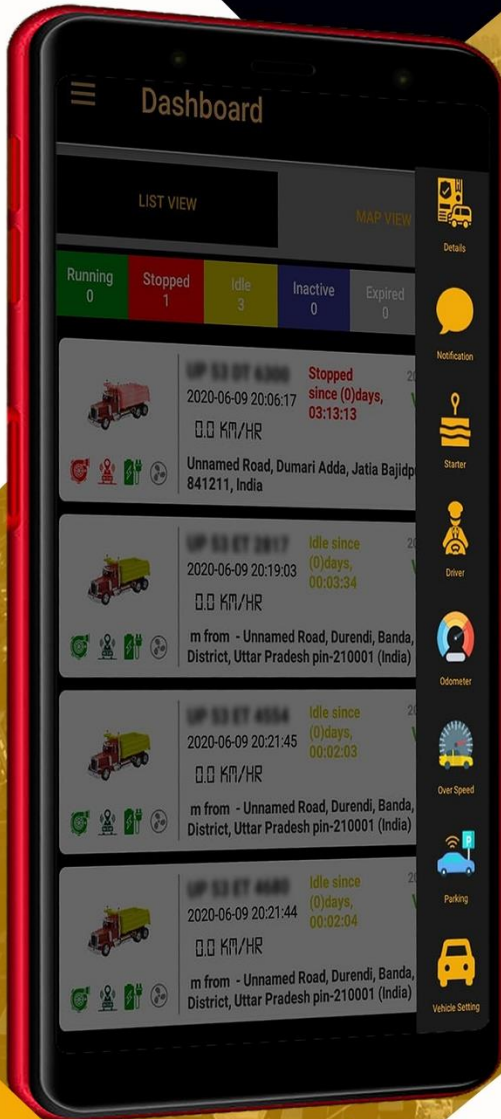 Dashboard
LIST VIEW
MAP VIEW
Running
0
Stopped
1
Idle
3
Inactive
0
Expired
0
Stopped
since (0)days,
03:13:13
2020-06-09 20:06:17
0.0 KM/HR
Unnamed Road, Dumari Adda, Jatia
841211, India
Idle since
(0)days,
00:03:34
2020-06-09 20:19:03
0.0 KM/HR
m from - Unnamed Road, Durendi, Banda,
District, Uttar Pradesh pin-210001 (India)
Idle since
(0)days,
00:02:03
2020-06-09 20:21:45
0.0 KM/HR
m from - Unnamed Road, Durendi, Banda,
District, Uttar Pradesh pin-210001 (India)
Idle since
(0)days,
00:02:04
2020-06-09 20:21:44
0.0 KM/HR
m from - Unnamed Road, Durendi, Banda,
District, Uttar Pradesh pin-210001 (India)
Details
Notification
Starter
Driver
Odometer
Over Speed
P
Parking
Vehicle Setting